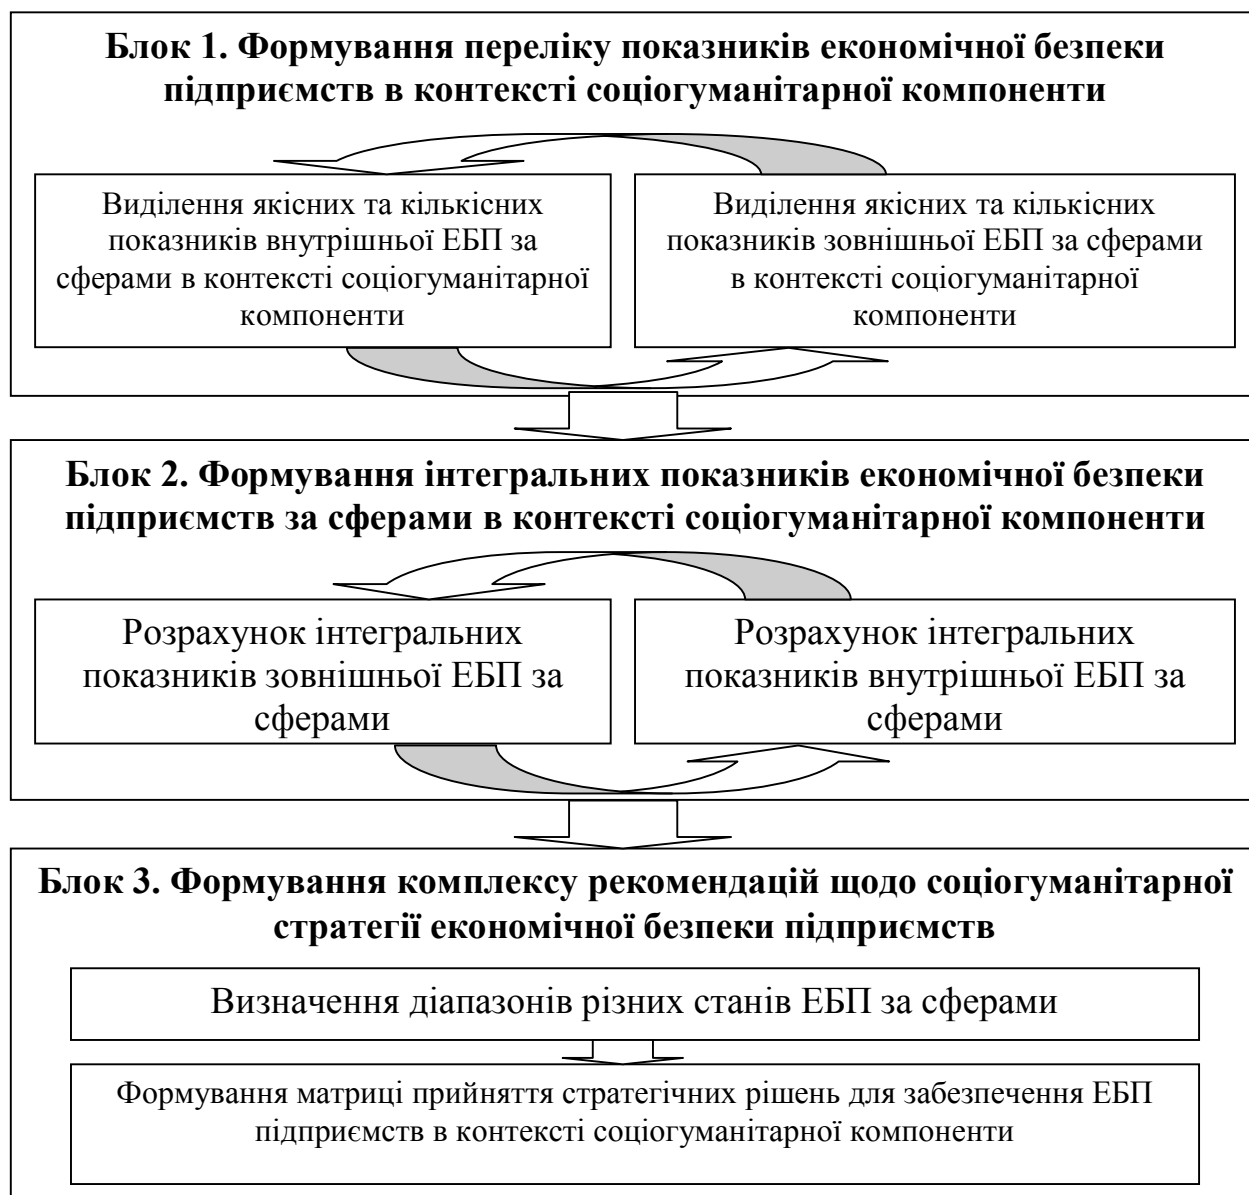 Блок 1. Формування переліку показників економічної безпеки
підприємств в контексті соціогуманітарної компоненти
Виділення якісних та кількісних
показників внутрішньої ЕБП за
сферами в контексті соціогуманітарної
компоненти
Виділення якісних та кількісних
показників зовнішньої ЕБП за сферами
в контексті соціогуманітарної
компоненти
Блок 2. Формування інтегральних показників економічної безпеки
підприємств за сферами в контексті соціогуманітарної компоненти
Розрахунок інтегральних
показників зовнішньої ЕБП за
сферами
Розрахунок інтегральних
показників внутрішньої ЕБП за
сферами
Блок 3. Формування комплексу рекомендацій щодо соціогуманітарної
стратегії економічної безпеки підприємств
Визначення діапазонів різних станів ЕБП за сферами
Формування матриці прийняття стратегічних рішень для забезпечення ЕБП
підприємств в контексті соціогуманітарної компоненти